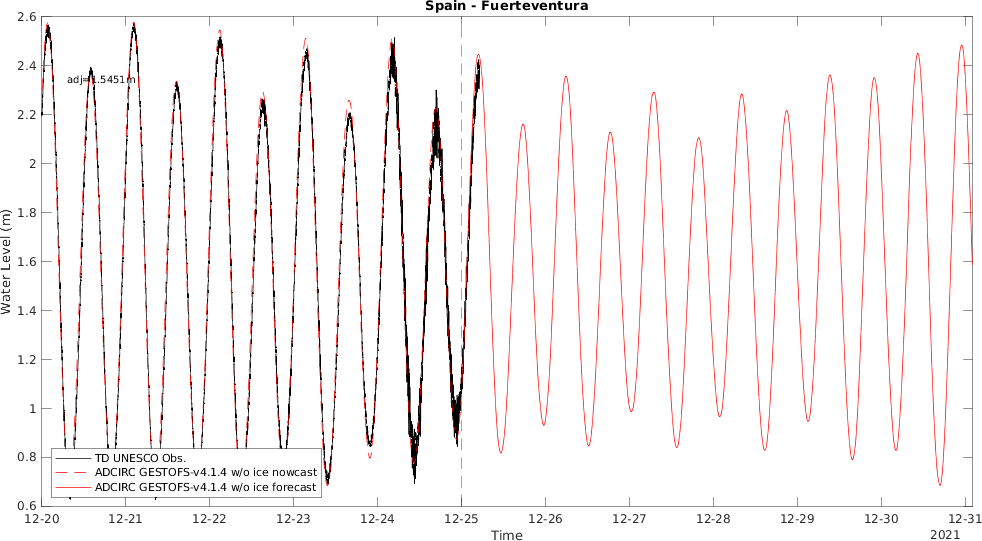 Spain - Fuerteventura
2.6
2.4
2.2
2
1.8
1.6
1.4
1.2
1
0.8
0.6
Water Level (m)
adj=1.5451 m
TD UNESCO Obs.
ADCIRC GESTOFS-v4.1.4 w/o ice nowcast
ADCIRC GESTOFS-v4.1.4 w/o ice forecast
12-20 12-21 12-22 12-23 12-24 12-25 12-26 12-27 12-28 12-29 12-30 12-31
Time
2021